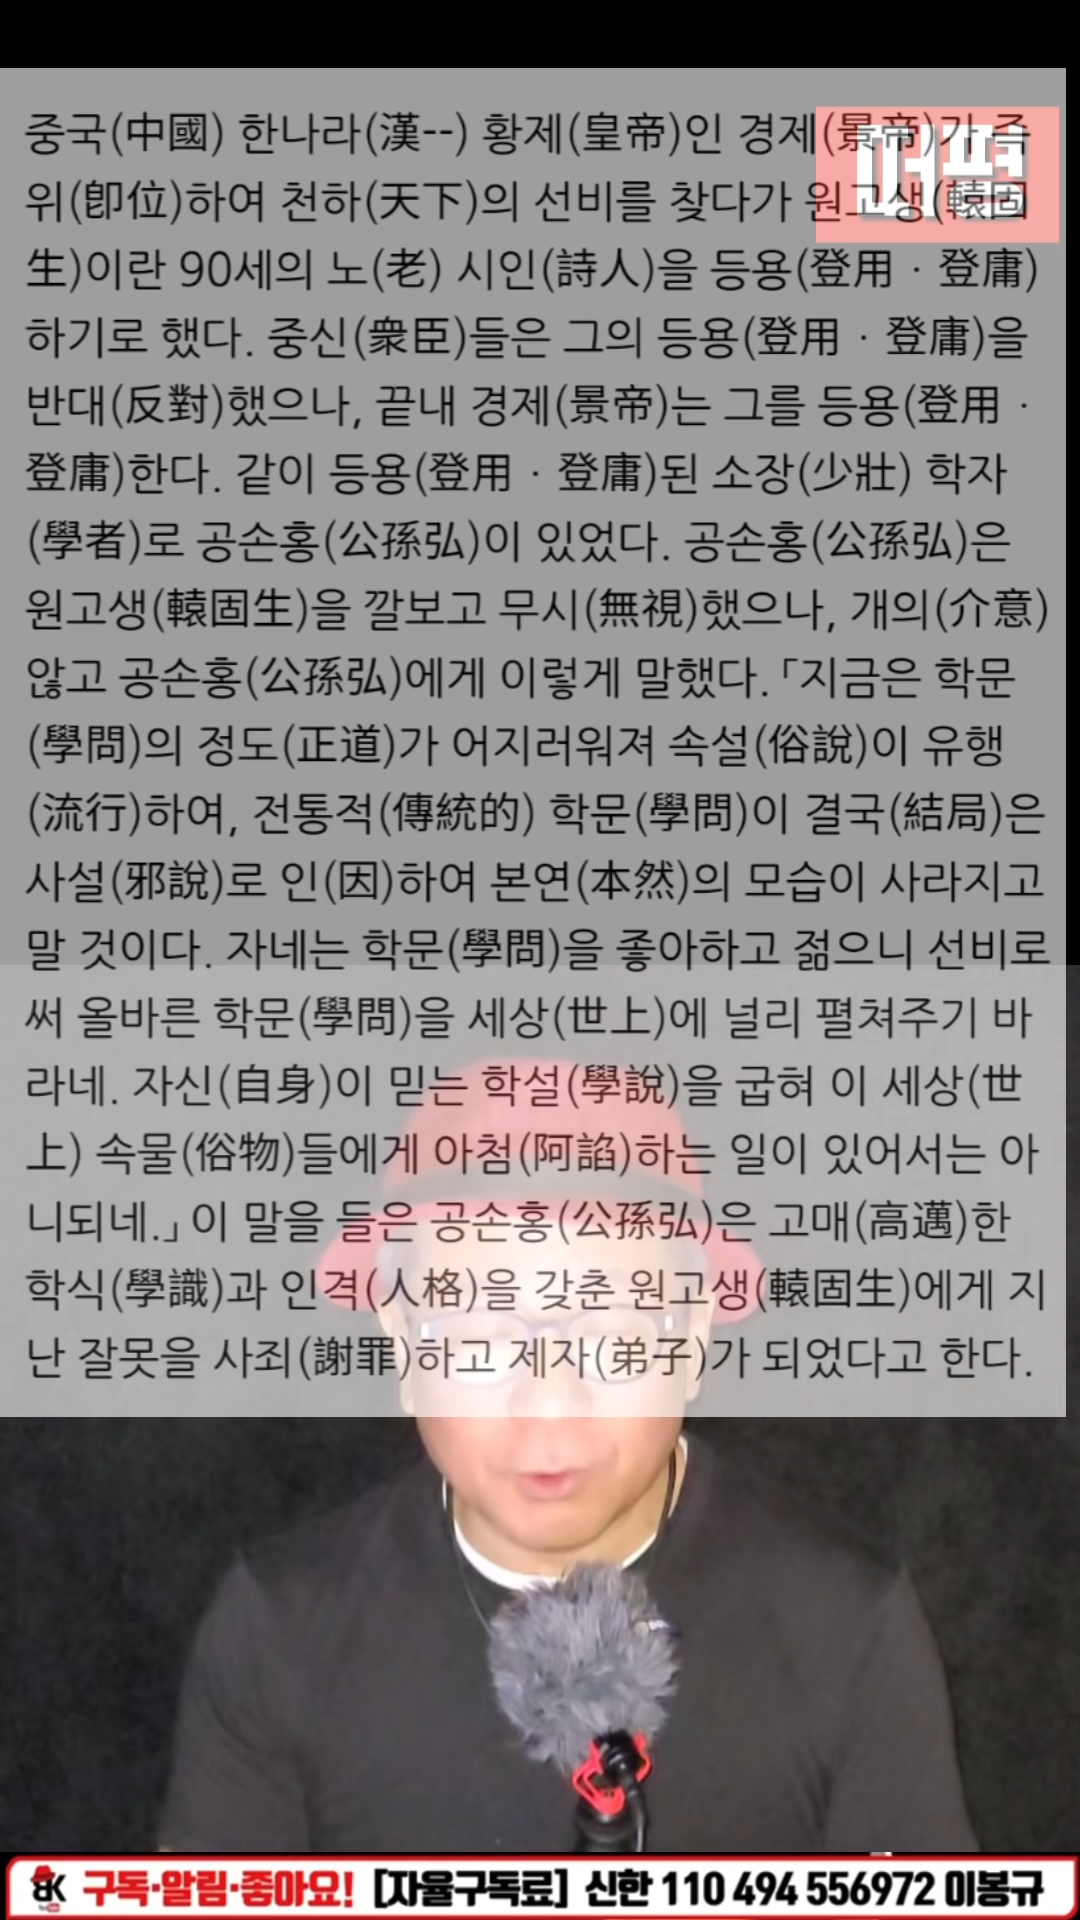 중국(中國) 한나라(漢--) 황제(皇帝)인 경제(景帝)가 즉
위(卽位)하여 천하(天下)의 선비를 찾다가 원고생(轅固
生)이란 90세의 노(老) 시인(詩人)을 등용(登用 · 登庸)
하기로 했다. 중신(衆臣)들은 그의 등용(登用 · 登庸)을
반대(反對)했으나, 끝내 경제(景帝)는 그를 등용(登用 ·
登庸)한다. 같이 등용(登用 · 登庸)된 소장(少壯) 학자
(學者)로 공손홍(公孫弘)이 있었다. 공손홍(公孫弘)은
원고생(轅固生)을 깔보고 무시(無視)했으나, 개의(介意)
않고 공손홍(公孫弘)에게 이렇게 말했다.「지금은 학문
(學問)의 정도(正道)가 어지러워져 속설(俗說)이 유행
(流行)하여, 전통적(傳統的) 학문(學問)이 결국(結局)은
사설(邪說)로 인(因)하여 본연(本然)의 모습이 사라지고
말 것이다. 자네는 학문(學問)을 좋아하고 젊으니 선비로
써 올바른 학문(學問)을 세상(世上)에 널리 펼쳐주기 바
라네. 자신(自身)이 믿는 학설(學說)을 굽혀 이 세상(世
上) 속물(俗物)들에게 아첨(阿諂)하는 일이 있어서는 아
니되네.」이 말을 들은 공손홍(公孫弘)은 고매(高邁)한
학식(學識)과 인격(人格)을 갖춘 원고생(轅固生)에게 지
난 잘못을 사죄(謝罪)하고 제자(弟子)가 되었다고 한다.
BK 구독·알림·좋아요! [자율구독료] 신한 110 494 556972 이봉규